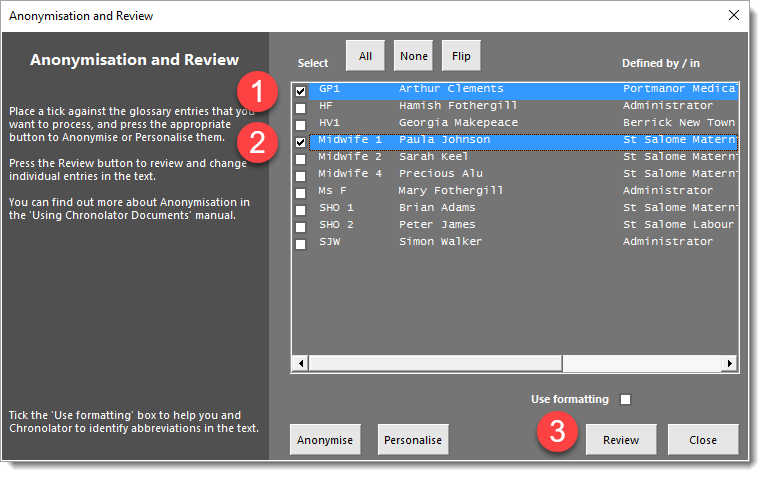 Anonymisation and Review
Anonymisation and Review
Place a tick against the glossary entries that you
want to process, and press the appropriate
button to Anonymise or Personalise them.
Press the Review button to review and change
individual entries in the text.
You can find out more about Anonymisation in
the 'Using Chronolator Documents' manual.
Tick the 'Use formatting' box to help you and
Chronolator to identify abbreviations in the text.
Select All None Flip Defined by / in
1
GP1 Arthur Clements Portmanor Medica
HF Hamish Fothergill Administrator
HV1 Georgia Makepeace Berrick New Town
2
Midwife 1 Paula Johnson St Salome Matern
Midwife 2 Sarah Keel St Salome Matern
Midwife 4 Precious Alu St Salome Matern
Ms F Mary Fothergill Administrator
SHO 1 Brian Adams St Salome Matern
SHO 2 Peter James St Salome Labour
SJW Simon Walker Administrator
Use formatting
Anonymise Personalise 3 Review Close